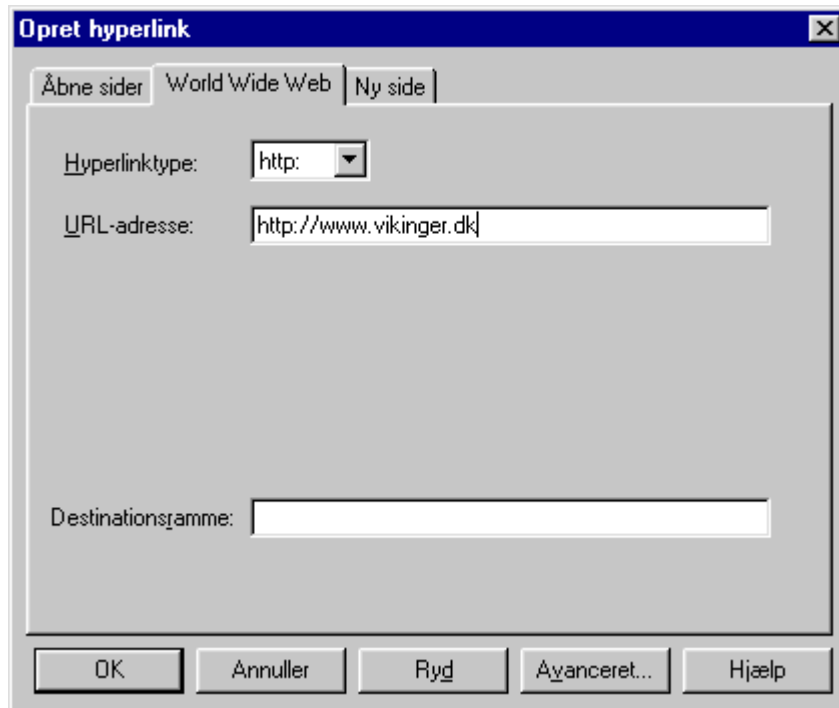 Opret hyperlink
Åbne sider World Wide Web Ny side
Hyperlinktype: http:
URL-adresse: http://www.vikinger.dk
Destinationsramme:
OK Annuller Ryd Avanceret... Hjælp